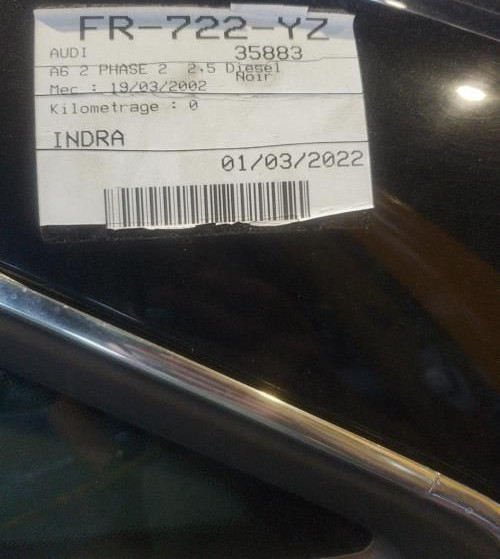 FR-722-YZ
AUDI 35883
A6 2 PHASE 2 2.5 Diesel
Noir
Mec : 19/03/2002
Kilometrage : 0
INDRA
01/03/2022